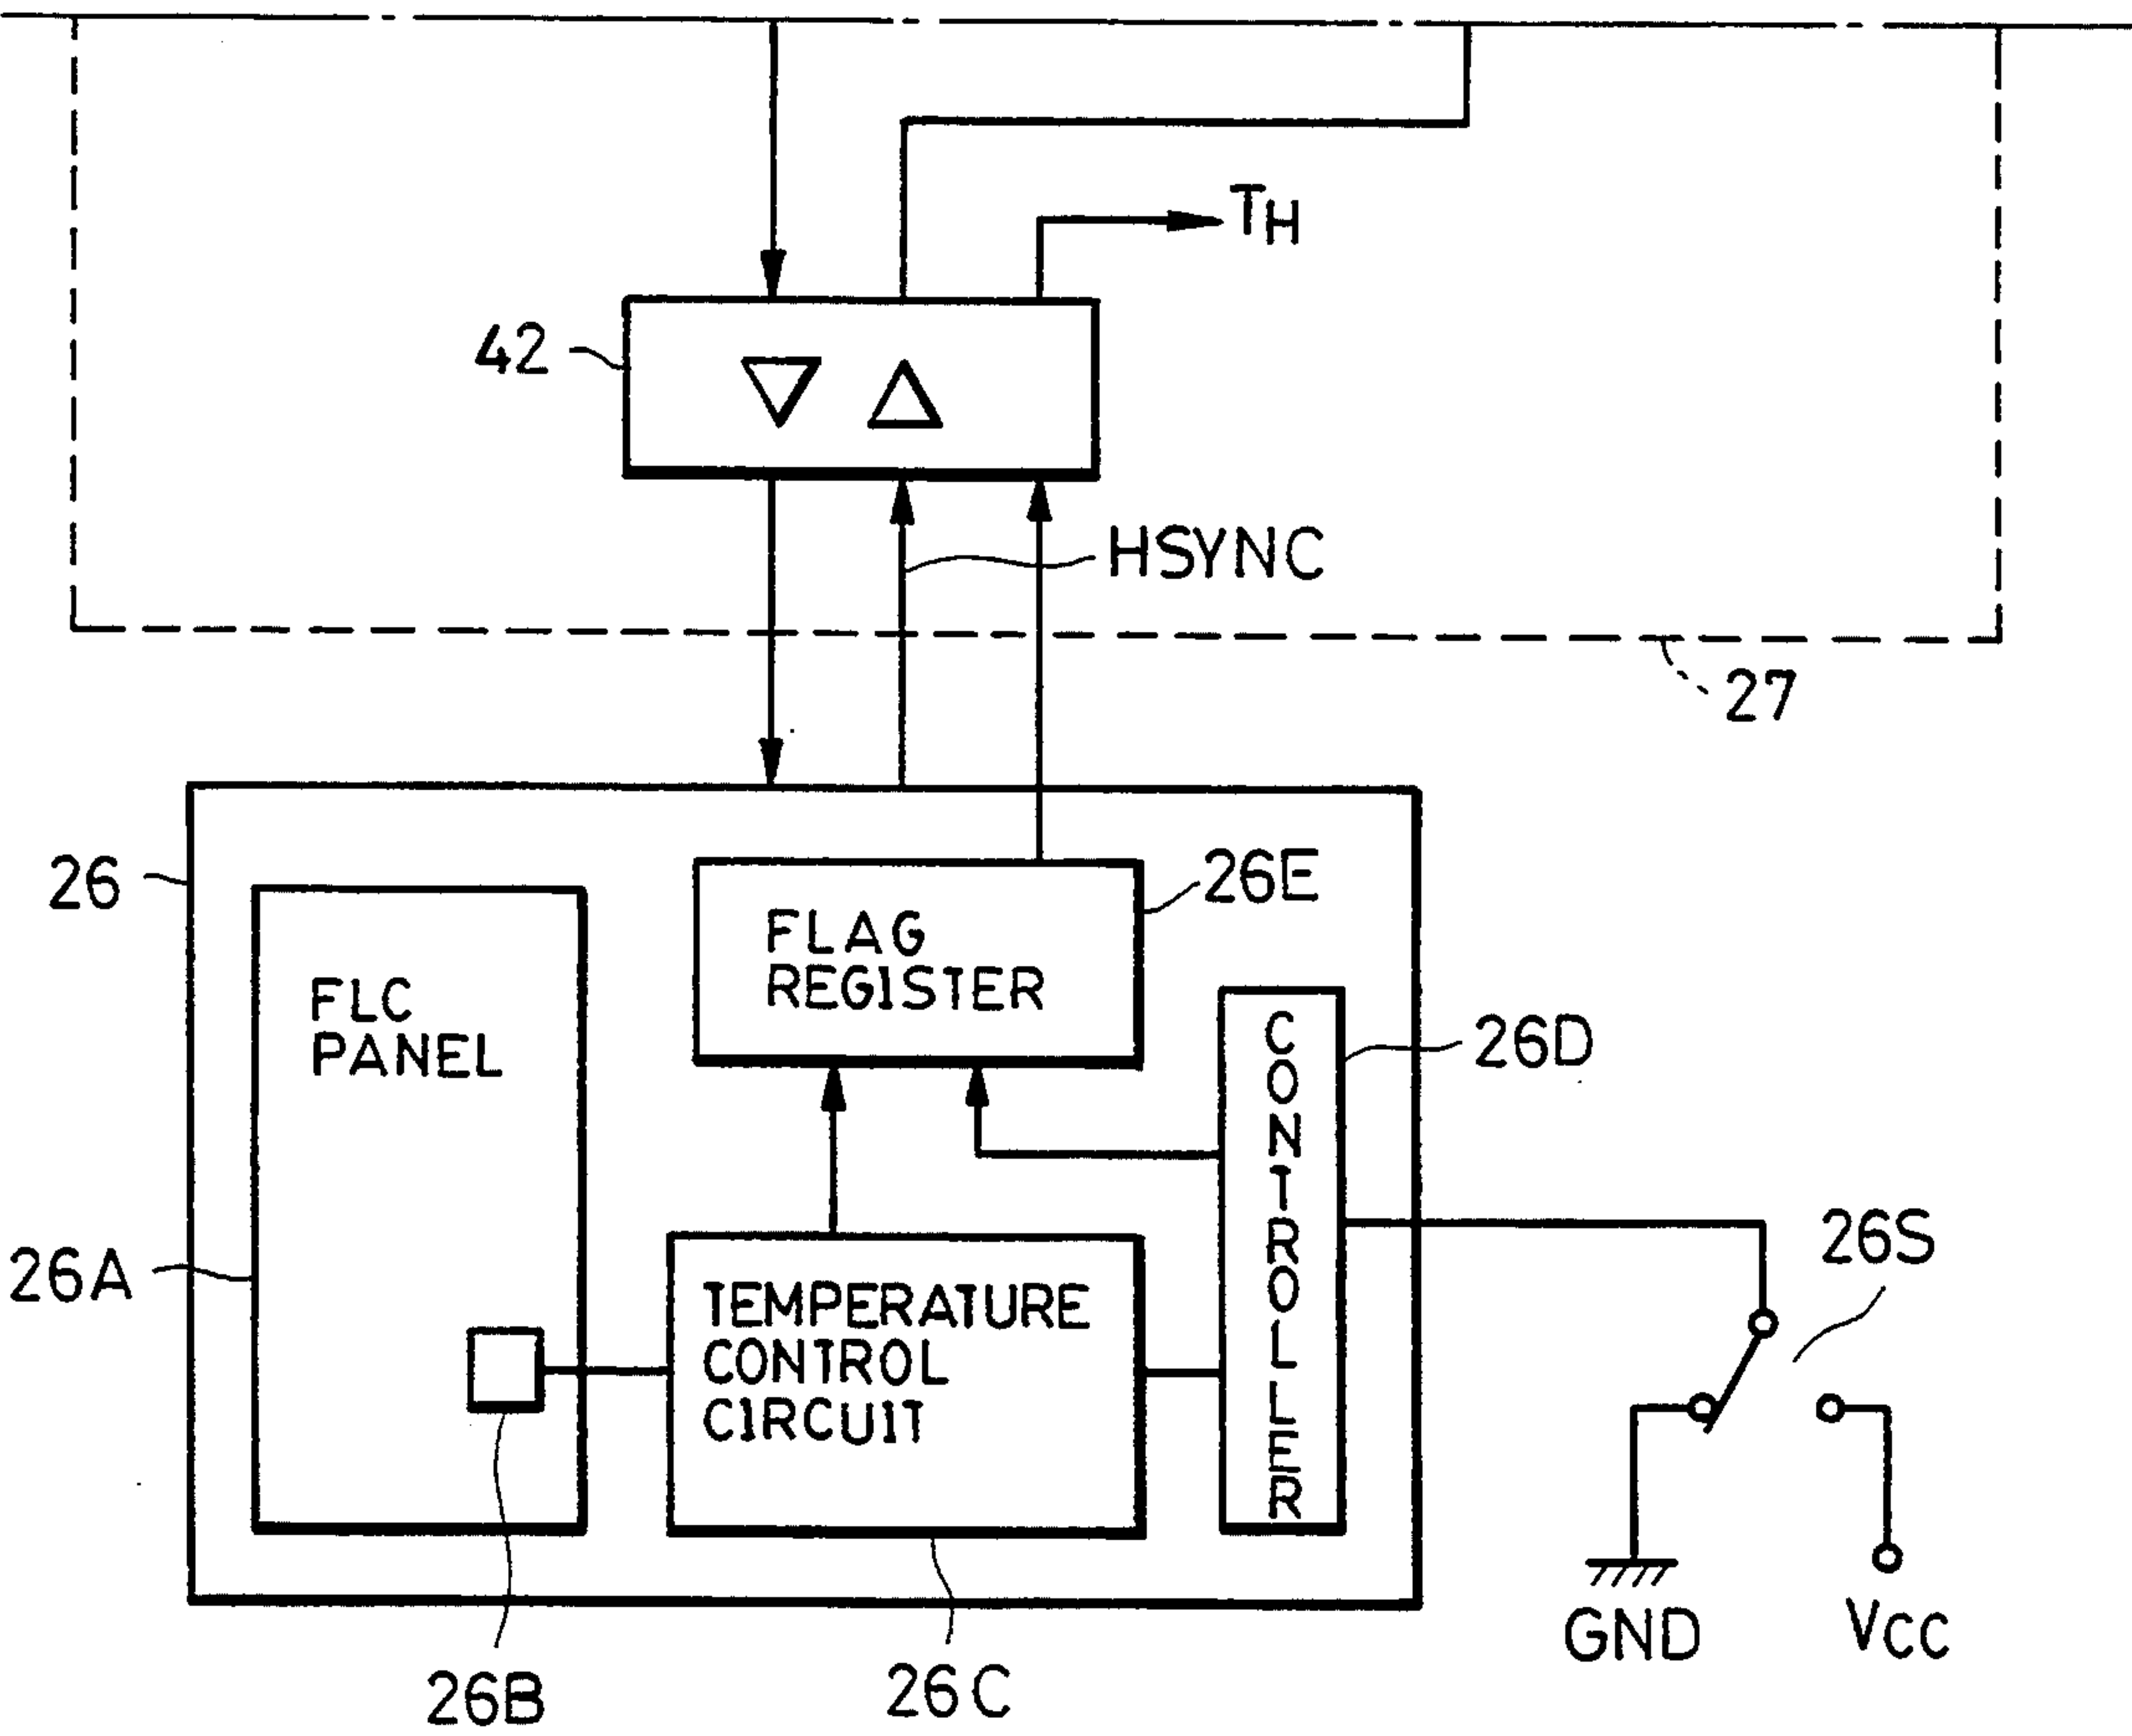 TH
42
HSYNC
27
26
26E
FLAG
REGISTER
FLC
PANEL
26D
CONTROLLER
26S
26A
TEMPERATURE
CONTROL
CIRCUIT
GND
VCC
26B
26C